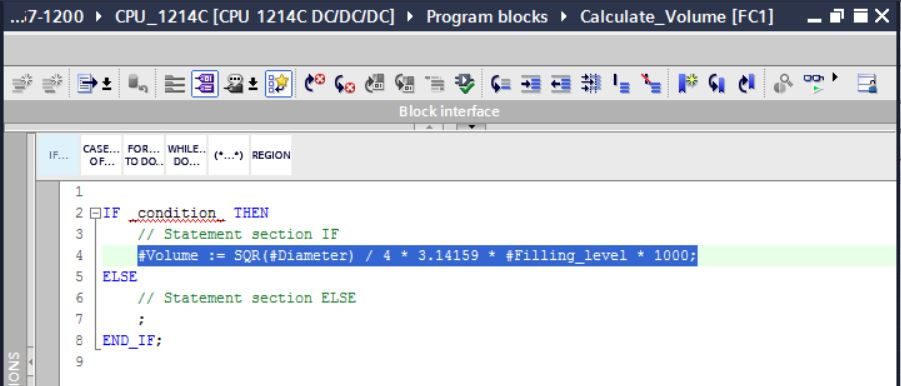 ...7-1200 ▸ CPU_1214C [CPU 1214C DC/DC/DC] ▸ Program blocks ▸ Calculate_Volume [FC1]
Block interface
IF... CASE... OF... FOR... TO DO.. WHILE.. DO... (*...*) REGION
1
2 IF _condition_ THEN
3 // Statement section IF
4 #Volume := SQR(#Diameter) / 4 * 3.14159 * #Filling_level * 1000;
5 ELSE
6 // Statement section ELSE
7 ;
8 END_IF;
9
IONS